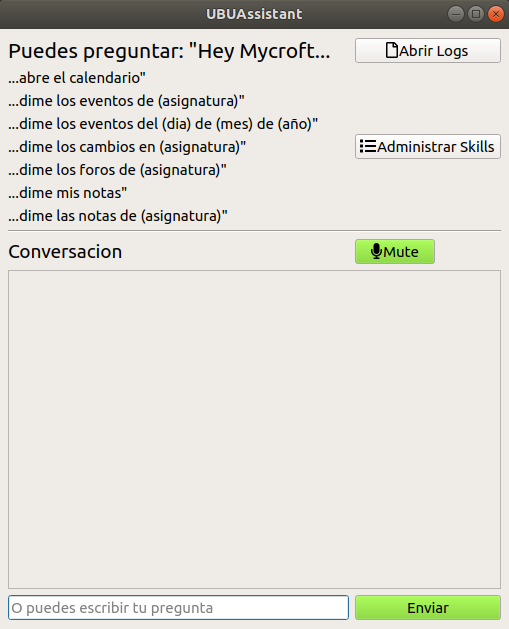 UBUAssistant
Puedes preguntar: "Hey Mycroft...
Abrir Logs
...abre el calendario"
...dime los eventos de (asignatura)"
...dime los eventos del (dia) de (mes) de (año)"
...dime los cambios en (asignatura)"
Administrar Skills
...dime los foros de (asignatura)"
...dime mis notas"
...dime las notas de (asignatura)"
Conversacion
Mute
O puedes escribir tu pregunta
Enviar